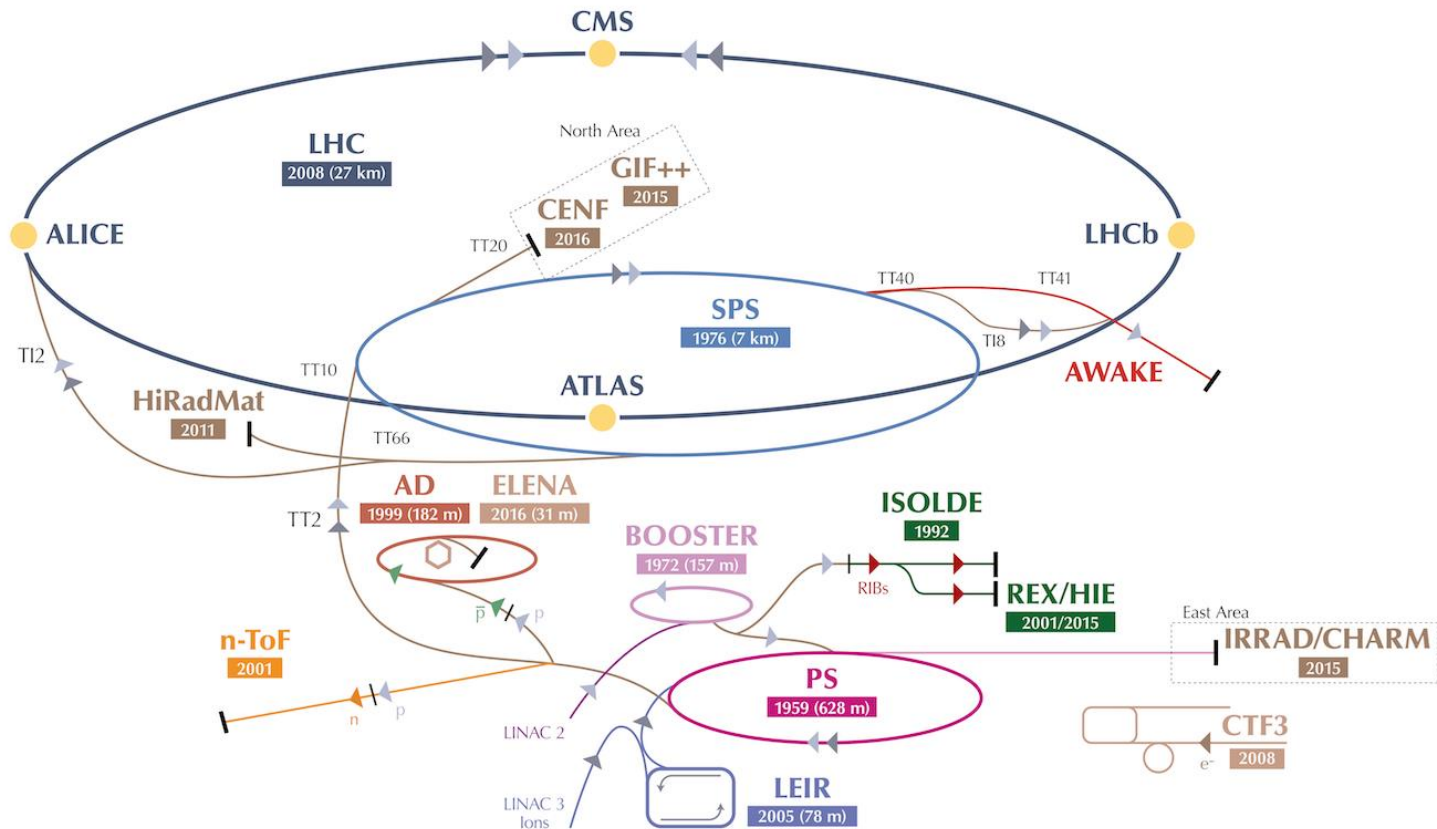 CMS
LHC
2008 (27 km)
North Area
GIF++
2015
CENF
2016
ALICE
LHCb
TT20
TT40
TT41
SPS
1976 (7 km)
TI8
TI2
TT10
ATLAS
AWAKE
HiRadMat
2011
TT66
AD
1999 (182 m)
ELENA
2016 (31 m)
TT2
ISOLDE
1992
BOOSTER
1972 (157 m)
RIBs
REX/HIE
2001/2015
p̅
p
East Area
IRRAD/CHARM
2015
n-ToF
2001
n
p
PS
1959 (628 m)
LINAC 2
CTF3
2008
e-
LEIR
2005 (78 m)
LINAC 3
Ions